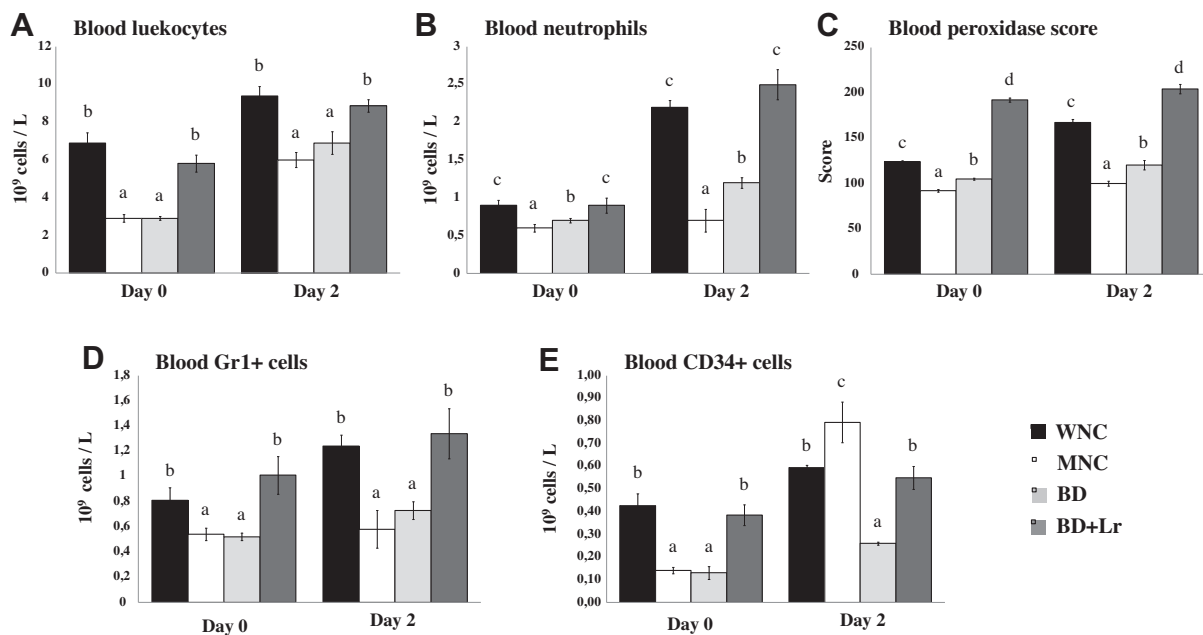 A Blood luekocytes
12
10
8
6
4
2
0
10⁹ cells / L
b
a
a
b
b
a
a
b
Day 0
Day 2
B Blood neutrophils
3
2,5
2
1,5
1
0,5
0
10⁹ cells / L
c
a
b
c
c
a
b
c
Day 0
Day 2
C Blood peroxidase score
250
200
150
100
50
0
Score
c
a
b
d
c
a
b
d
Day 0
Day 2
D Blood Gr1+ cells
1,8
1,6
1,4
1,2
1
0,8
0,6
0,4
0,2
0
10⁹ cells / L
b
a
a
b
b
a
a
b
Day 0
Day 2
E Blood CD34+ cells
1,00
0,90
0,80
0,70
0,60
0,50
0,40
0,30
0,20
0,10
0,00
10⁹ cells / L
b
a
a
b
b
c
a
b
Day 0
Day 2
WNC
MNC
BD
BD+Lr